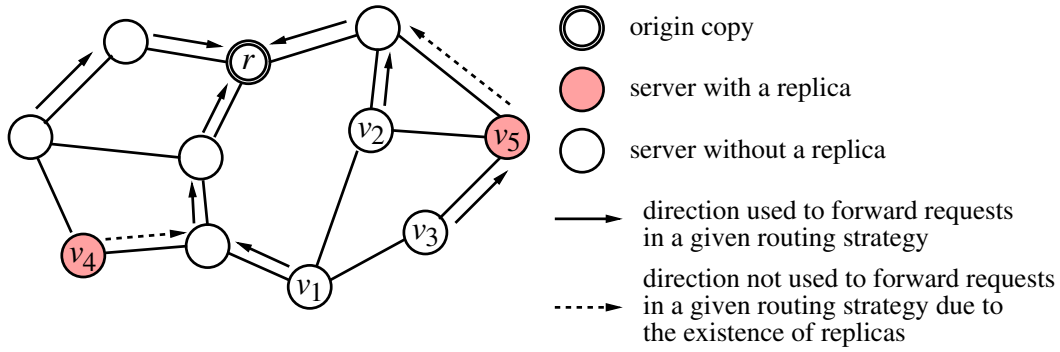 r
v2
v5
v3
v4
v1
origin copy
server with a replica
server without a replica
direction used to forward requests
in a given routing strategy
direction not used to forward requests
in a given routing strategy due to
the existence of replicas